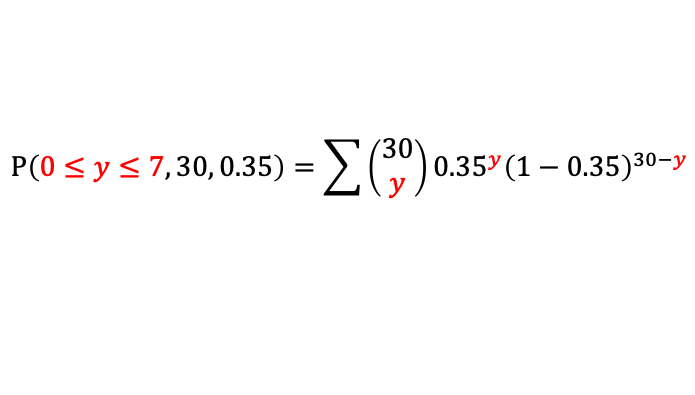 P(0 ≤ y ≤ 7, 30, 0.35) = ∑ (30 y) 0.35^y (1 − 0.35)^30−y